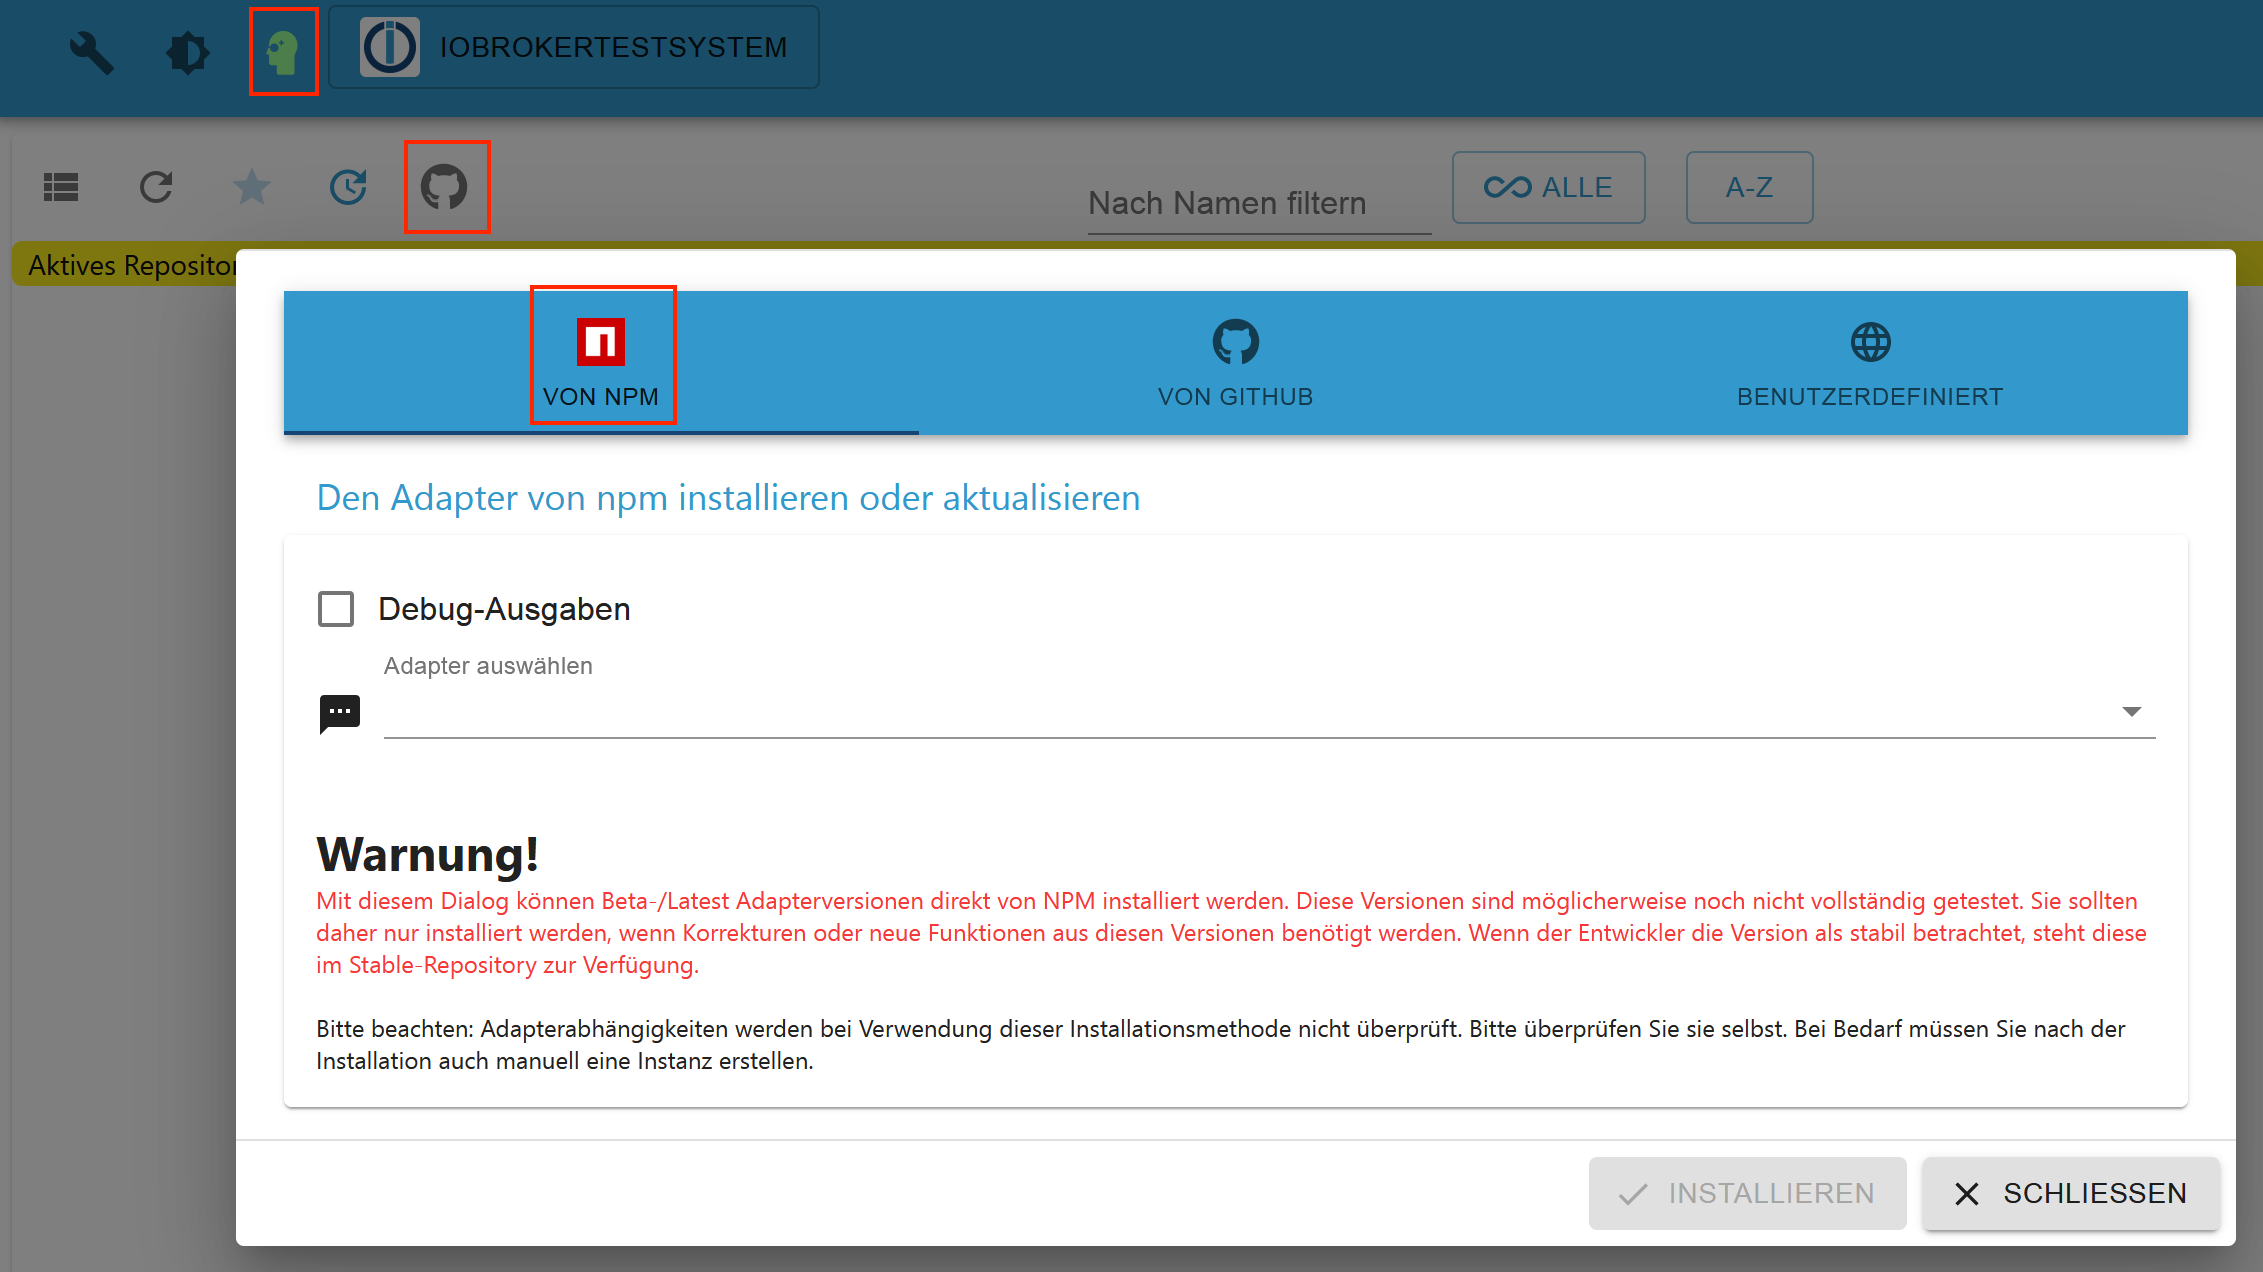 IOBROKERTESTSYSTEM
Nach Namen filtern
ALLE
A-Z
Aktives Repositor
VON NPM
VON GITHUB
BENUTZERDEFINIERT
Den Adapter von npm installieren oder aktualisieren
Debug-Ausgaben
Adapter auswählen
Warnung!
Mit diesem Dialog können Beta-/Latest Adapterversionen direkt von NPM installiert werden. Diese Versionen sind möglicherweise noch nicht vollständig getestet. Sie sollten
daher nur installiert werden, wenn Korrekturen oder neue Funktionen aus diesen Versionen benötigt werden. Wenn der Entwickler die Version als stabil betrachtet, steht diese
im Stable-Repository zur Verfügung.
Bitte beachten: Adapterabhängigkeiten werden bei Verwendung dieser Installationsmethode nicht überprüft. Bitte überprüfen Sie sie selbst. Bei Bedarf müssen Sie nach der
Installation auch manuell eine Instanz erstellen.
INSTALLIEREN
SCHLIESSEN